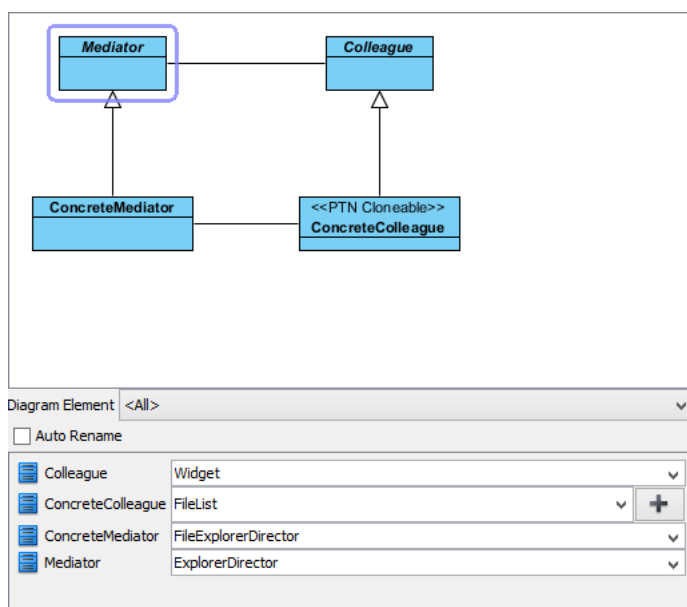 Mediator
Colleague
ConcreteMediator
<<PTN Cloneable>>
ConcreteColleague
Diagram Element <All>
Auto Rename
Colleague Widget
ConcreteColleague FileList
ConcreteMediator FileExplorerDirector
Mediator ExplorerDirector